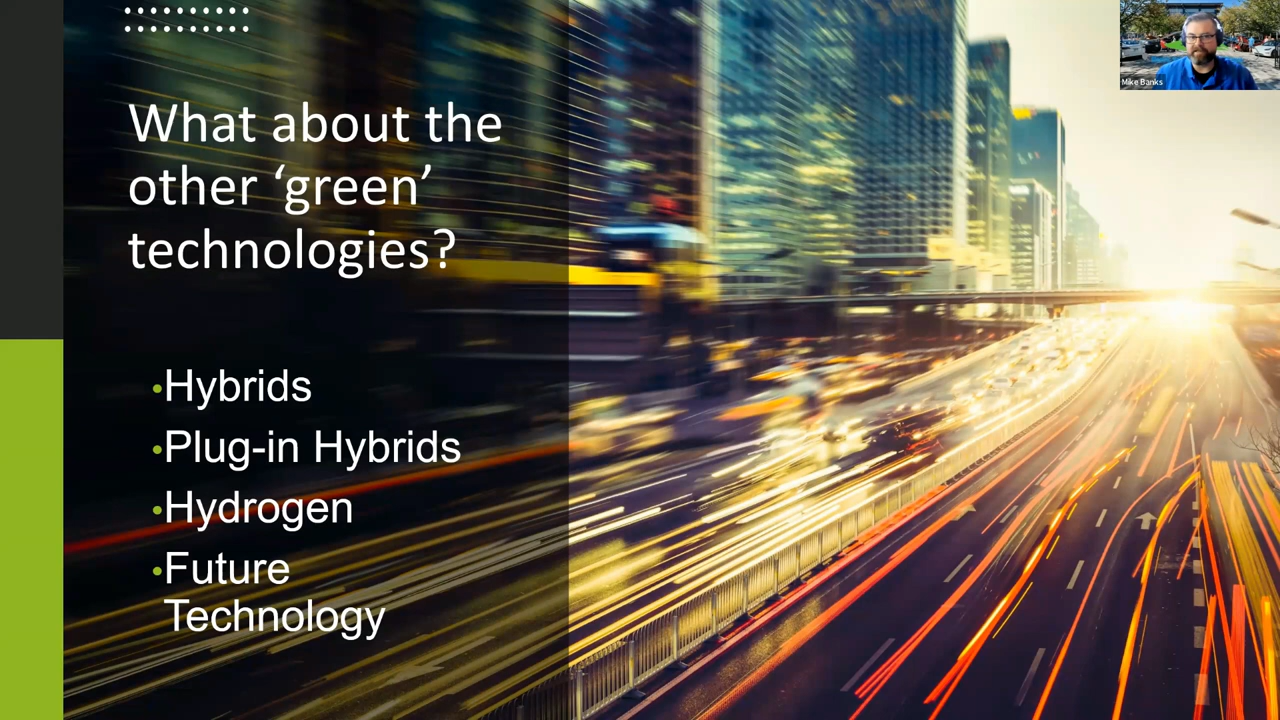 What about the
other ‘green’
technologies?
•Hybrids
•Plug-in Hybrids
•Hydrogen
•Future
Technology
Mike Banks